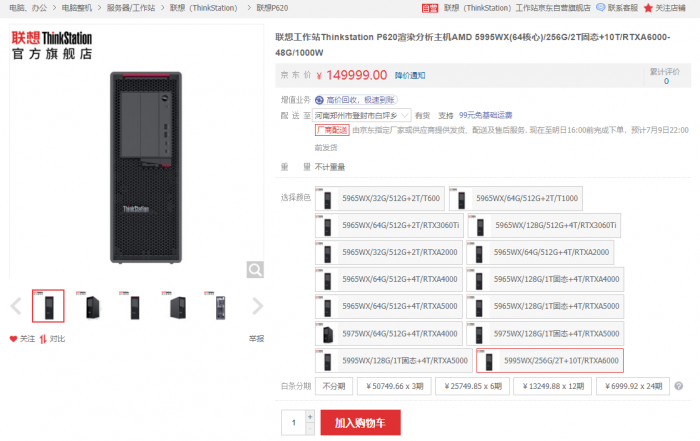 电脑、办公 > 电脑整机 > 服务器/工作站 > 联想（ThinkStation） > 联想P620
自营 联想（ThinkStation）工作站京东自营旗舰店 联系客服 关注店铺
联想 ThinkStation
官方旗舰店
联想工作站Thinkstation P620渲染分析主机AMD 5995WX(64核心)/256G/2T固态+10T/RTXA6000-
48G/1000W
京东价 ¥ 149999.00 降价通知
累计评价
0
增值业务 高价回收，极速到账
配送至 河南郑州市登封市白坪乡 有货 支持 99元免基础运费
厂商配送 由京东指定厂家或供应商提供发货、配送及售后服务. 现在至明日16:00前完成下单，预计7月9日22:00
前发货
重量 不计重量
选择颜色
5965WX/32G/512G+2T/T600
5965WX/64G/512G+2T/T1000
5965WX/64G/512G+2T/RTX3060Ti
5965WX/128G/512G+4T/RTX3060Ti
5965WX/32G/512G+2T/RTXA2000
5965WX/64G/512G+4T/RTXA2000
5965WX/64G/512G+4T/RTXA4000
5965WX/128G/1T固态+4T/RTXA4000
5965WX/64G/512G+4T/RTXA5000
5965WX/128G/1T固态+4T/RTXA5000
5975WX/64G/512G+4T/RTXA4000
5975WX/128G/1T固态+4T/RTXA5000
5995WX/128G/1T固态+4T/RTXA5000
5995WX/256G/2T+10T/RTXA6000
白条分期 不分期 ¥50749.66 x 3期 ¥25749.85 x 6期 ¥13249.88 x 12期 ¥6999.92 x 24期
关注 对比 举报
1
+
-
加入购物车
ThinkStation